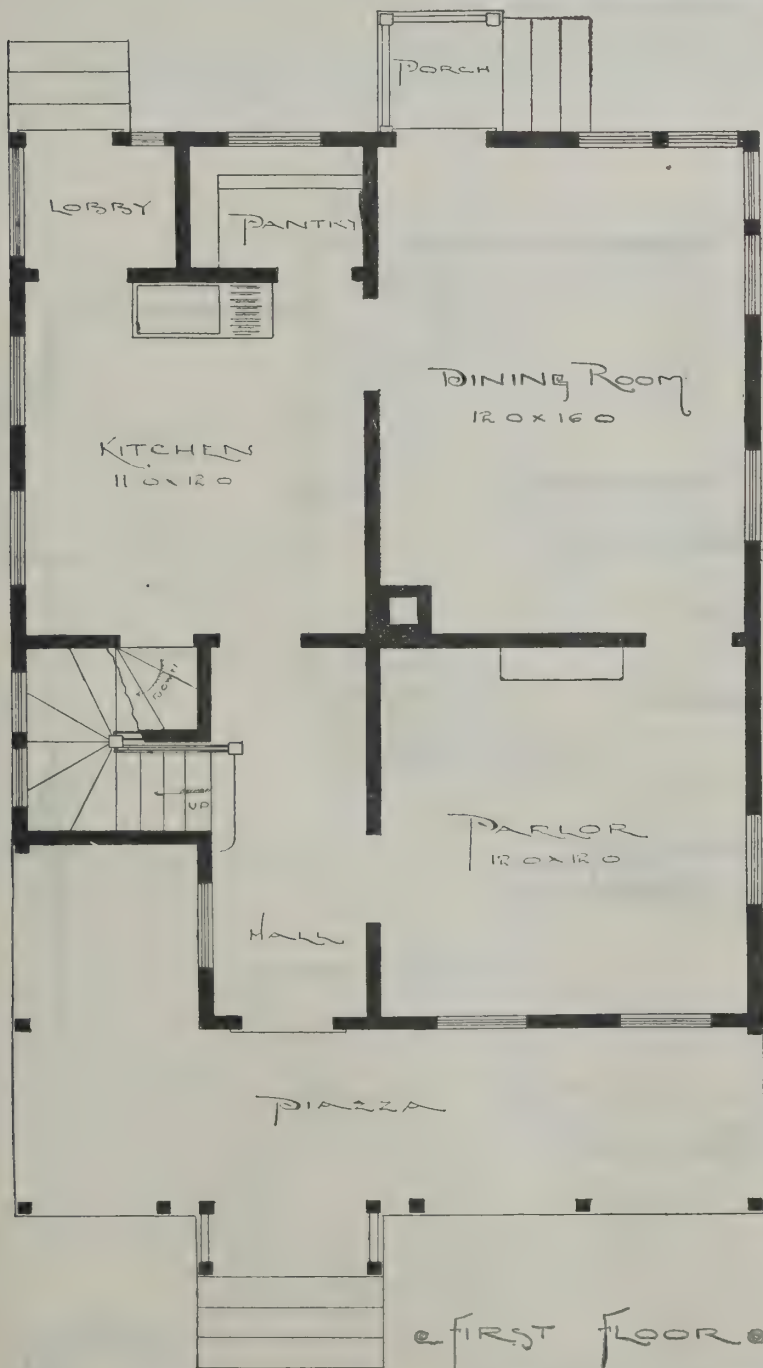 PORCH
LOBBY
PANTRY
DINING ROOM
12 0 X 16 0
KITCHEN
11 0 X 12 0
DOWN
UP
PARLOR
12 0 X 12 0
HALL
PIAZZA
FIRST FLOOR